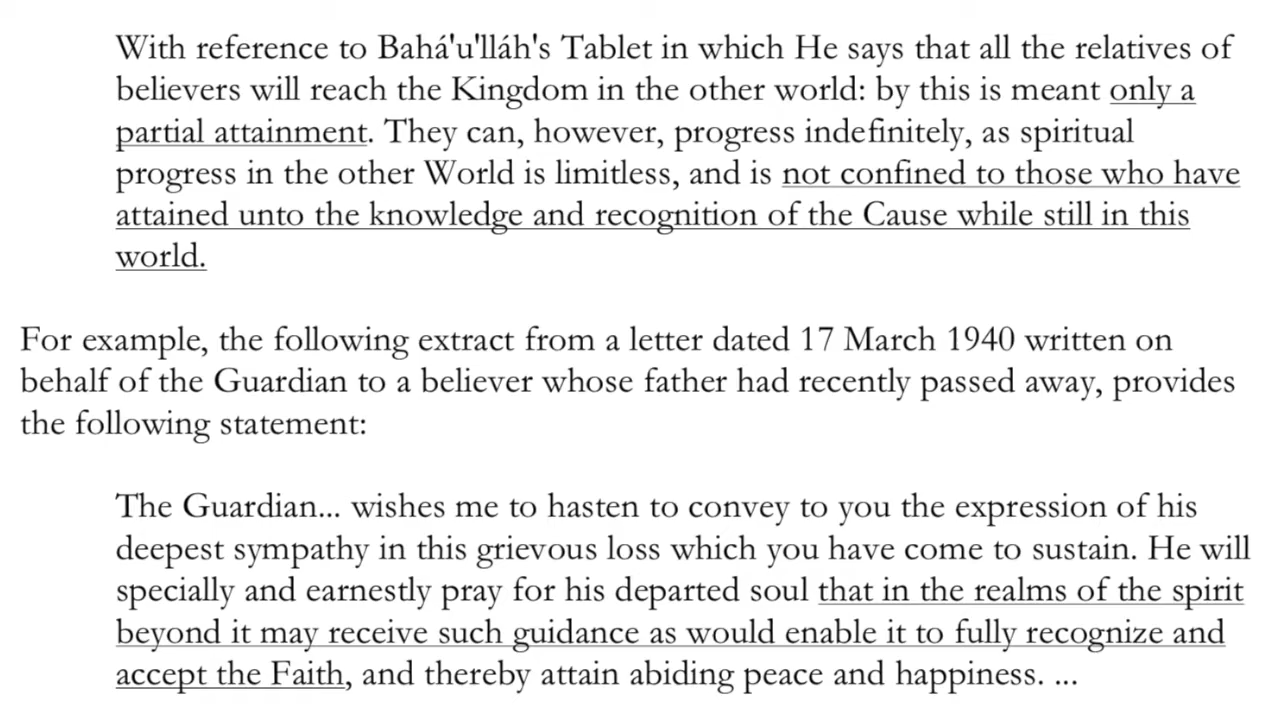 With reference to Bahá'u'lláh's Tablet in which He says that all the relatives of
believers will reach the Kingdom in the other world: by this is meant only a
partial attainment. They can, however, progress indefinitely, as spiritual
progress in the other World is limitless, and is not confined to those who have
attained unto the knowledge and recognition of the Cause while still in this
world.
For example, the following extract from a letter dated 17 March 1940 written on
behalf of the Guardian to a believer whose father had recently passed away, provides
the following statement:
The Guardian... wishes me to hasten to convey to you the expression of his
deepest sympathy in this grievous loss which you have come to sustain. He will
specially and earnestly pray for his departed soul that in the realms of the spirit
beyond it may receive such guidance as would enable it to fully recognize and
accept the Faith, and thereby attain abiding peace and happiness. ...